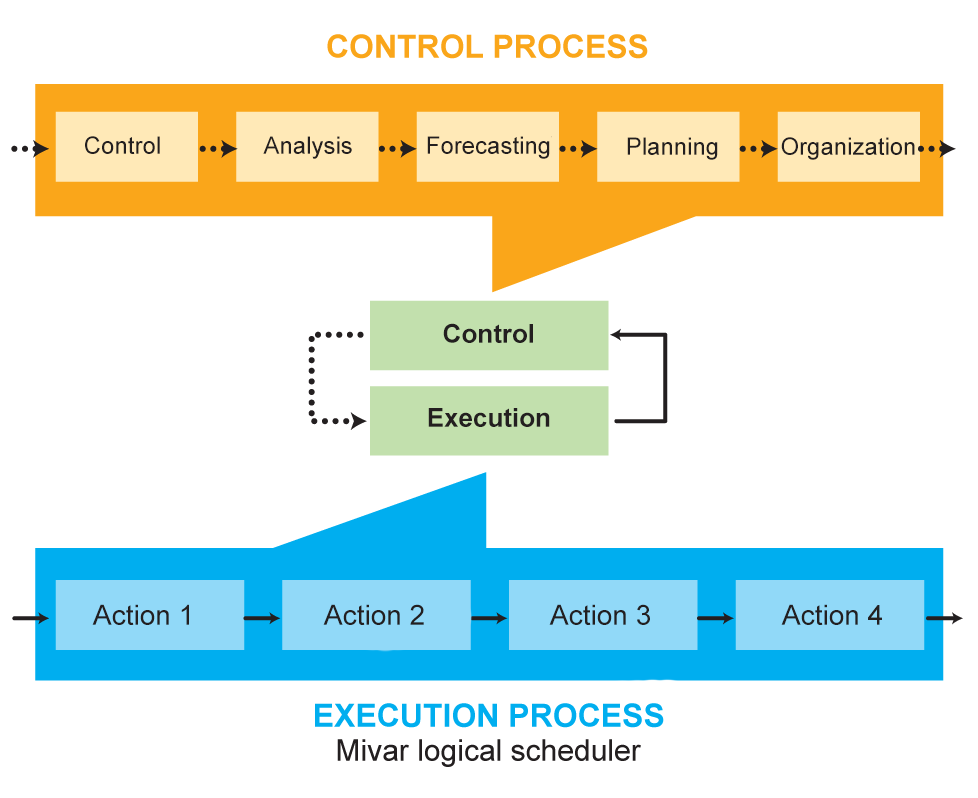 CONTROL PROCESS
Control
Analysis
Forecasting
Planning
Organization
Control
Execution
Action 1
Action 2
Action 3
Action 4
EXECUTION PROCESS
Mivar logical scheduler